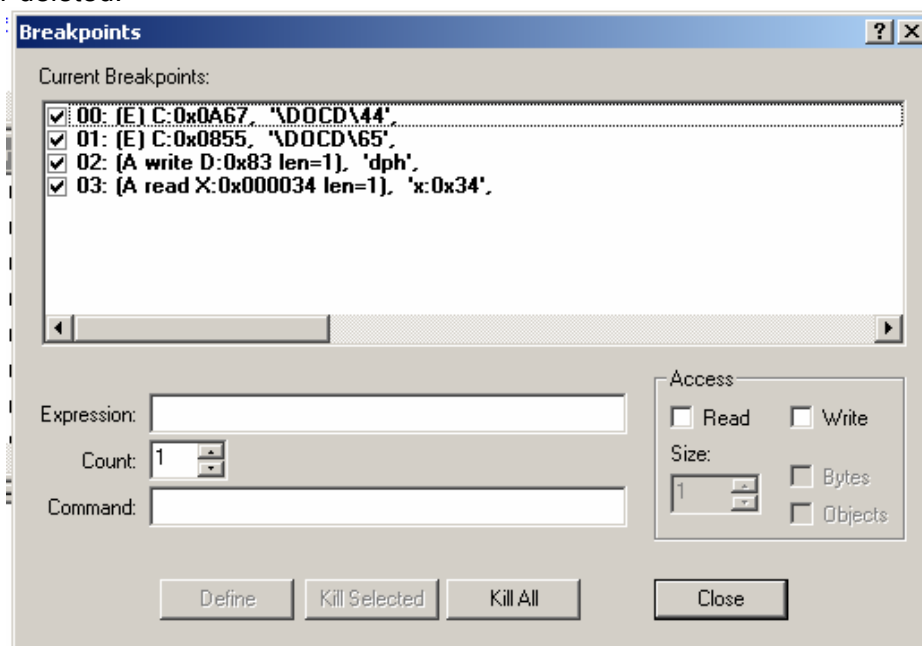 deleted.
Breakpoints
Current Breakpoints:
00: (E) C:0x0A67, '\DOCD\44',
01: (E) C:0x0855, '\DOCD\65',
02: (A write D:0x83 len=1), 'dph',
03: (A read X:0x000034 len=1), 'x:0x34',
Access
Expression:
Read Write
Count: 1
Size:
1
Bytes
Command:
Objects
Define Kill Selected Kill All Close